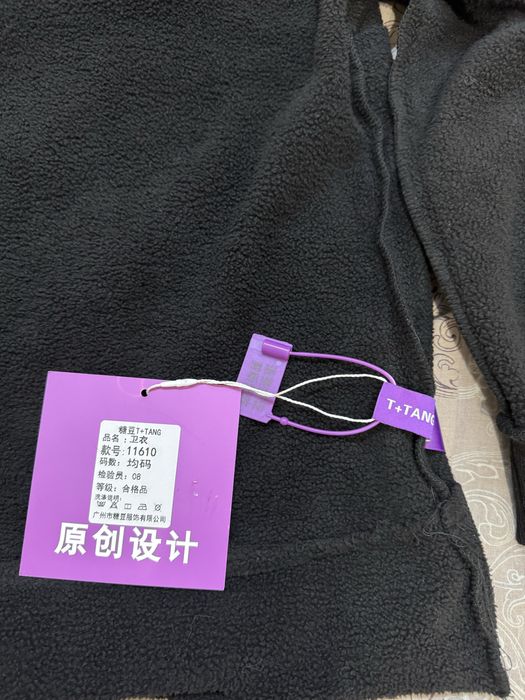 T+TANG
糖豆T+TANG
品名：卫衣
款号：11610
码数：均码
检验员：08
等级：合格品
洗涤说明：
广州市糖豆服饰有限公司
原创设计